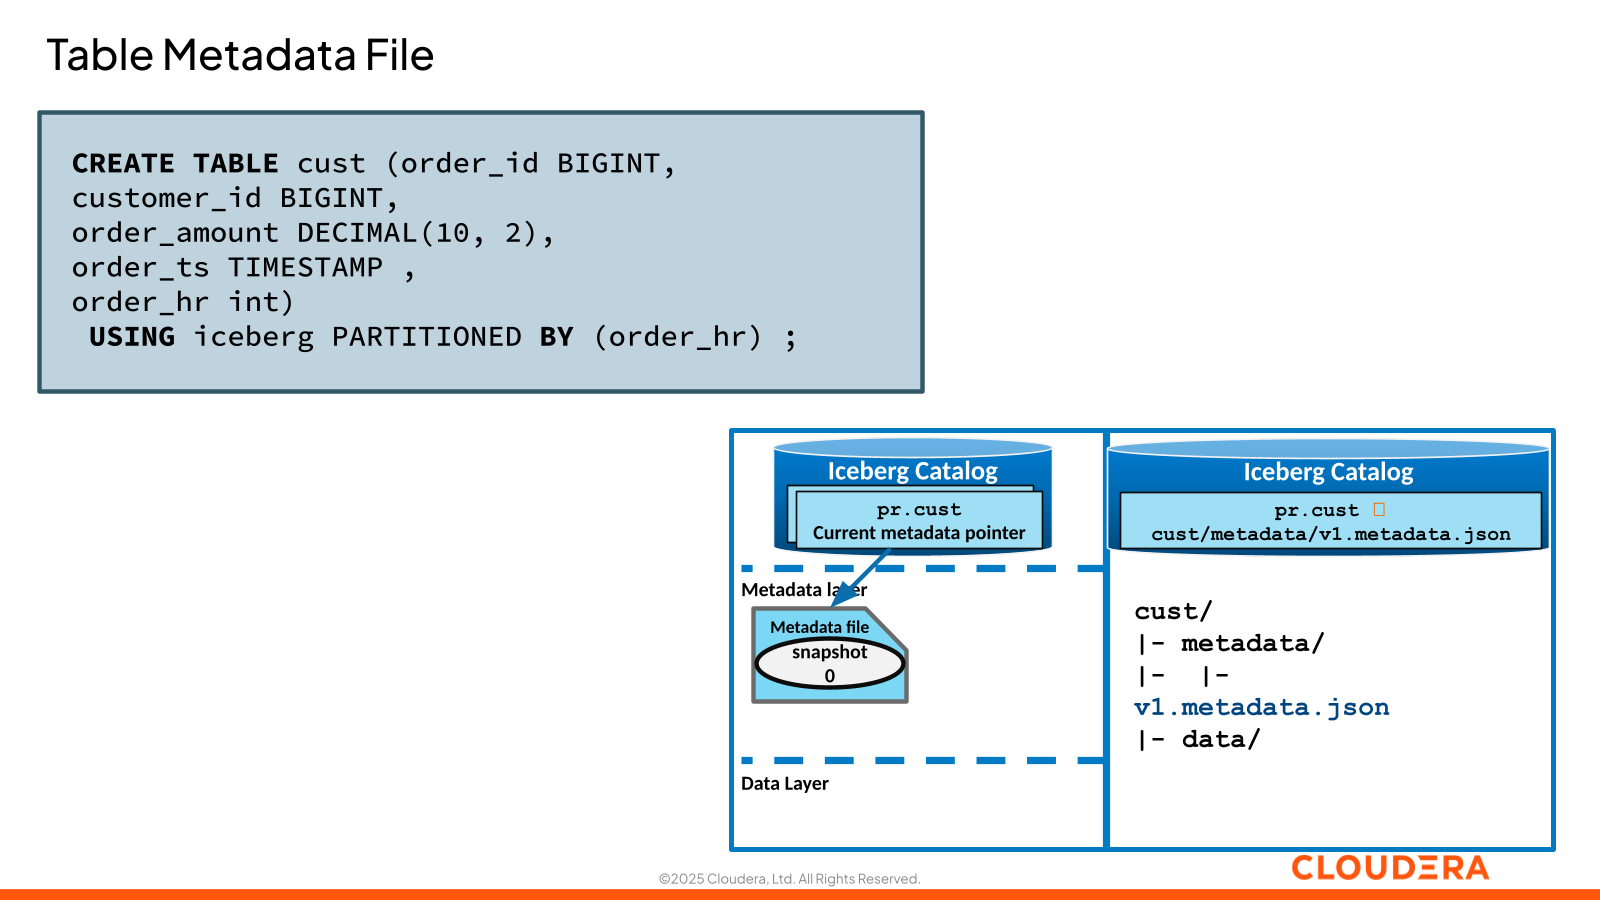 Table Metadata File
CREATE TABLE cust (order_id BIGINT,
customer_id BIGINT,
order_amount DECIMAL(10, 2),
order_ts TIMESTAMP ,
order_hr int)
USING iceberg PARTITIONED BY (order_hr) ;
Iceberg Catalog
pr.cust
Current metadata pointer
Metadata layer
Metadata file
snapshot
0
Data Layer
Iceberg Catalog
pr.cust
cust/metadata/v1.metadata.json
cust/
|- metadata/
|-  |-
v1.metadata.json
|- data/
©2025 Cloudera, Ltd. All Rights Reserved.
CLOUDERA